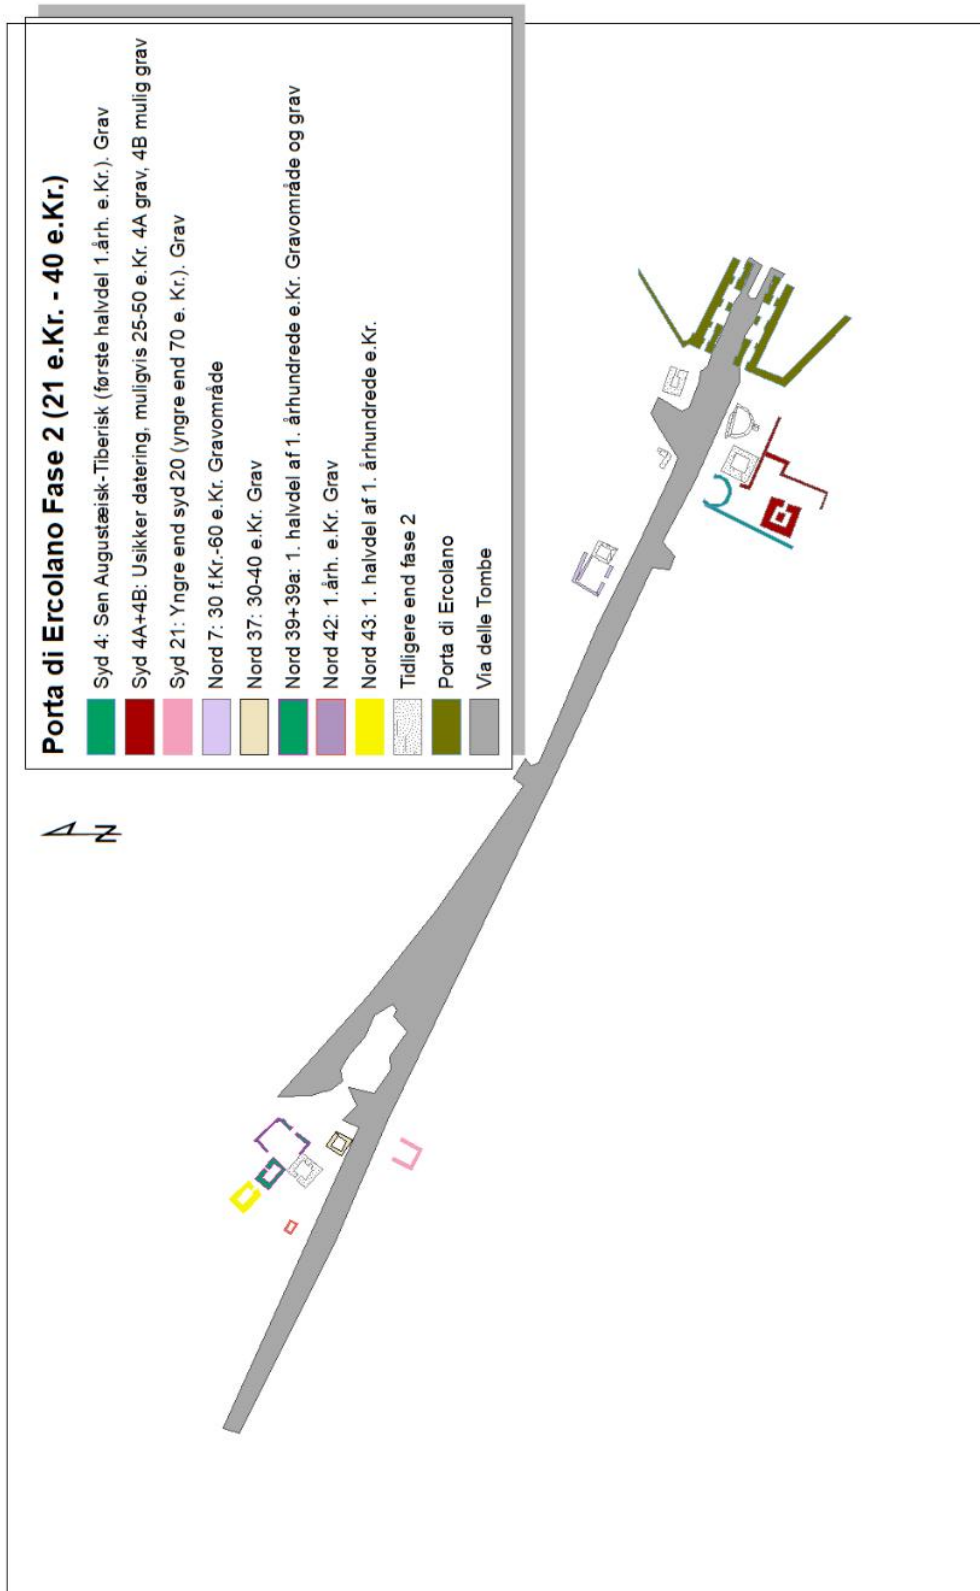 Porta di Ercolano Fase 2 (21 e.Kr. - 40 e.Kr.)
Syd 4: Sen Augustæisk-Tiberisk (første halvdel 1.årh. e.Kr.). Grav
Syd 4A+4B: Usikker datering, muligvis 25-50 e.Kr. 4A grav, 4B mulig grav
Syd 21: Yngre end syd 20 (yngre end 70 e. Kr.). Grav
Nord 7: 30 f.Kr.-60 e.Kr. Gravområde
Nord 37: 30-40 e.Kr. Grav
Nord 39+39a: 1. halvdel af 1. århundrede e.Kr. Gravområde og grav
Nord 42: 1.årh. e.Kr. Grav
Nord 43: 1. halvdel af 1. århundrede e.Kr.
Tidligere end fase 2
Porta di Ercolano
Via delle Tombe
N